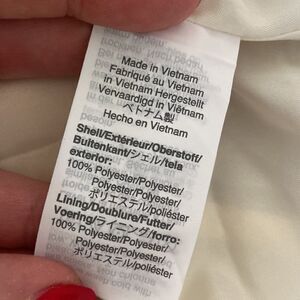 Made in Vietnam
Fabriqué au Vietnam
in Vietnam Hergestellt
Vervaardigd in Vietnam
ベトナム製
Hecho en Vietnam
Shell/Extérieur/Oberstoff/
Buitenkant/シェル/tela
exterior:
100% Polyester/Polyester/
Polyester/Polyester/
ポリエステル/poliéster
Lining/Doublure/Futter/
Voering/ライニング/forro:
100% Polyester/Polyester/
Polyester/Polyester/
ポリエステル/poliéster